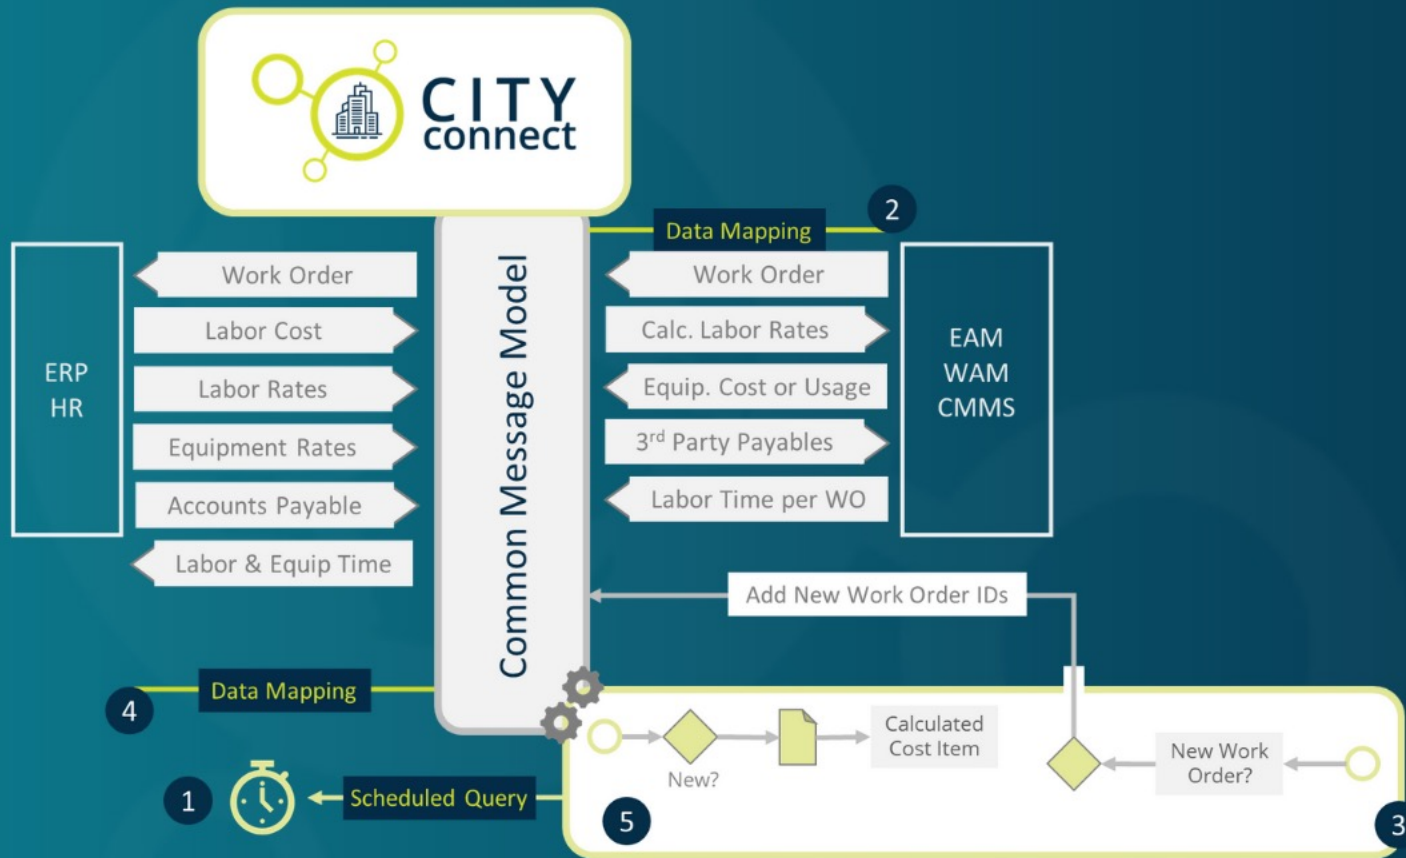 CITY
connect
2
Data Mapping
Common Message Model
ERP
HR
Work Order
Labor Cost
Labor Rates
Equipment Rates
Accounts Payable
Labor & Equip Time
Work Order
Calc. Labor Rates
Equip. Cost or Usage
3rd Party Payables
Labor Time per WO
EAM
WAM
CMMS
Add New Work Order IDs
4
Data Mapping
1
Scheduled Query
New?
Calculated
Cost Item
New Work
Order?
5
3